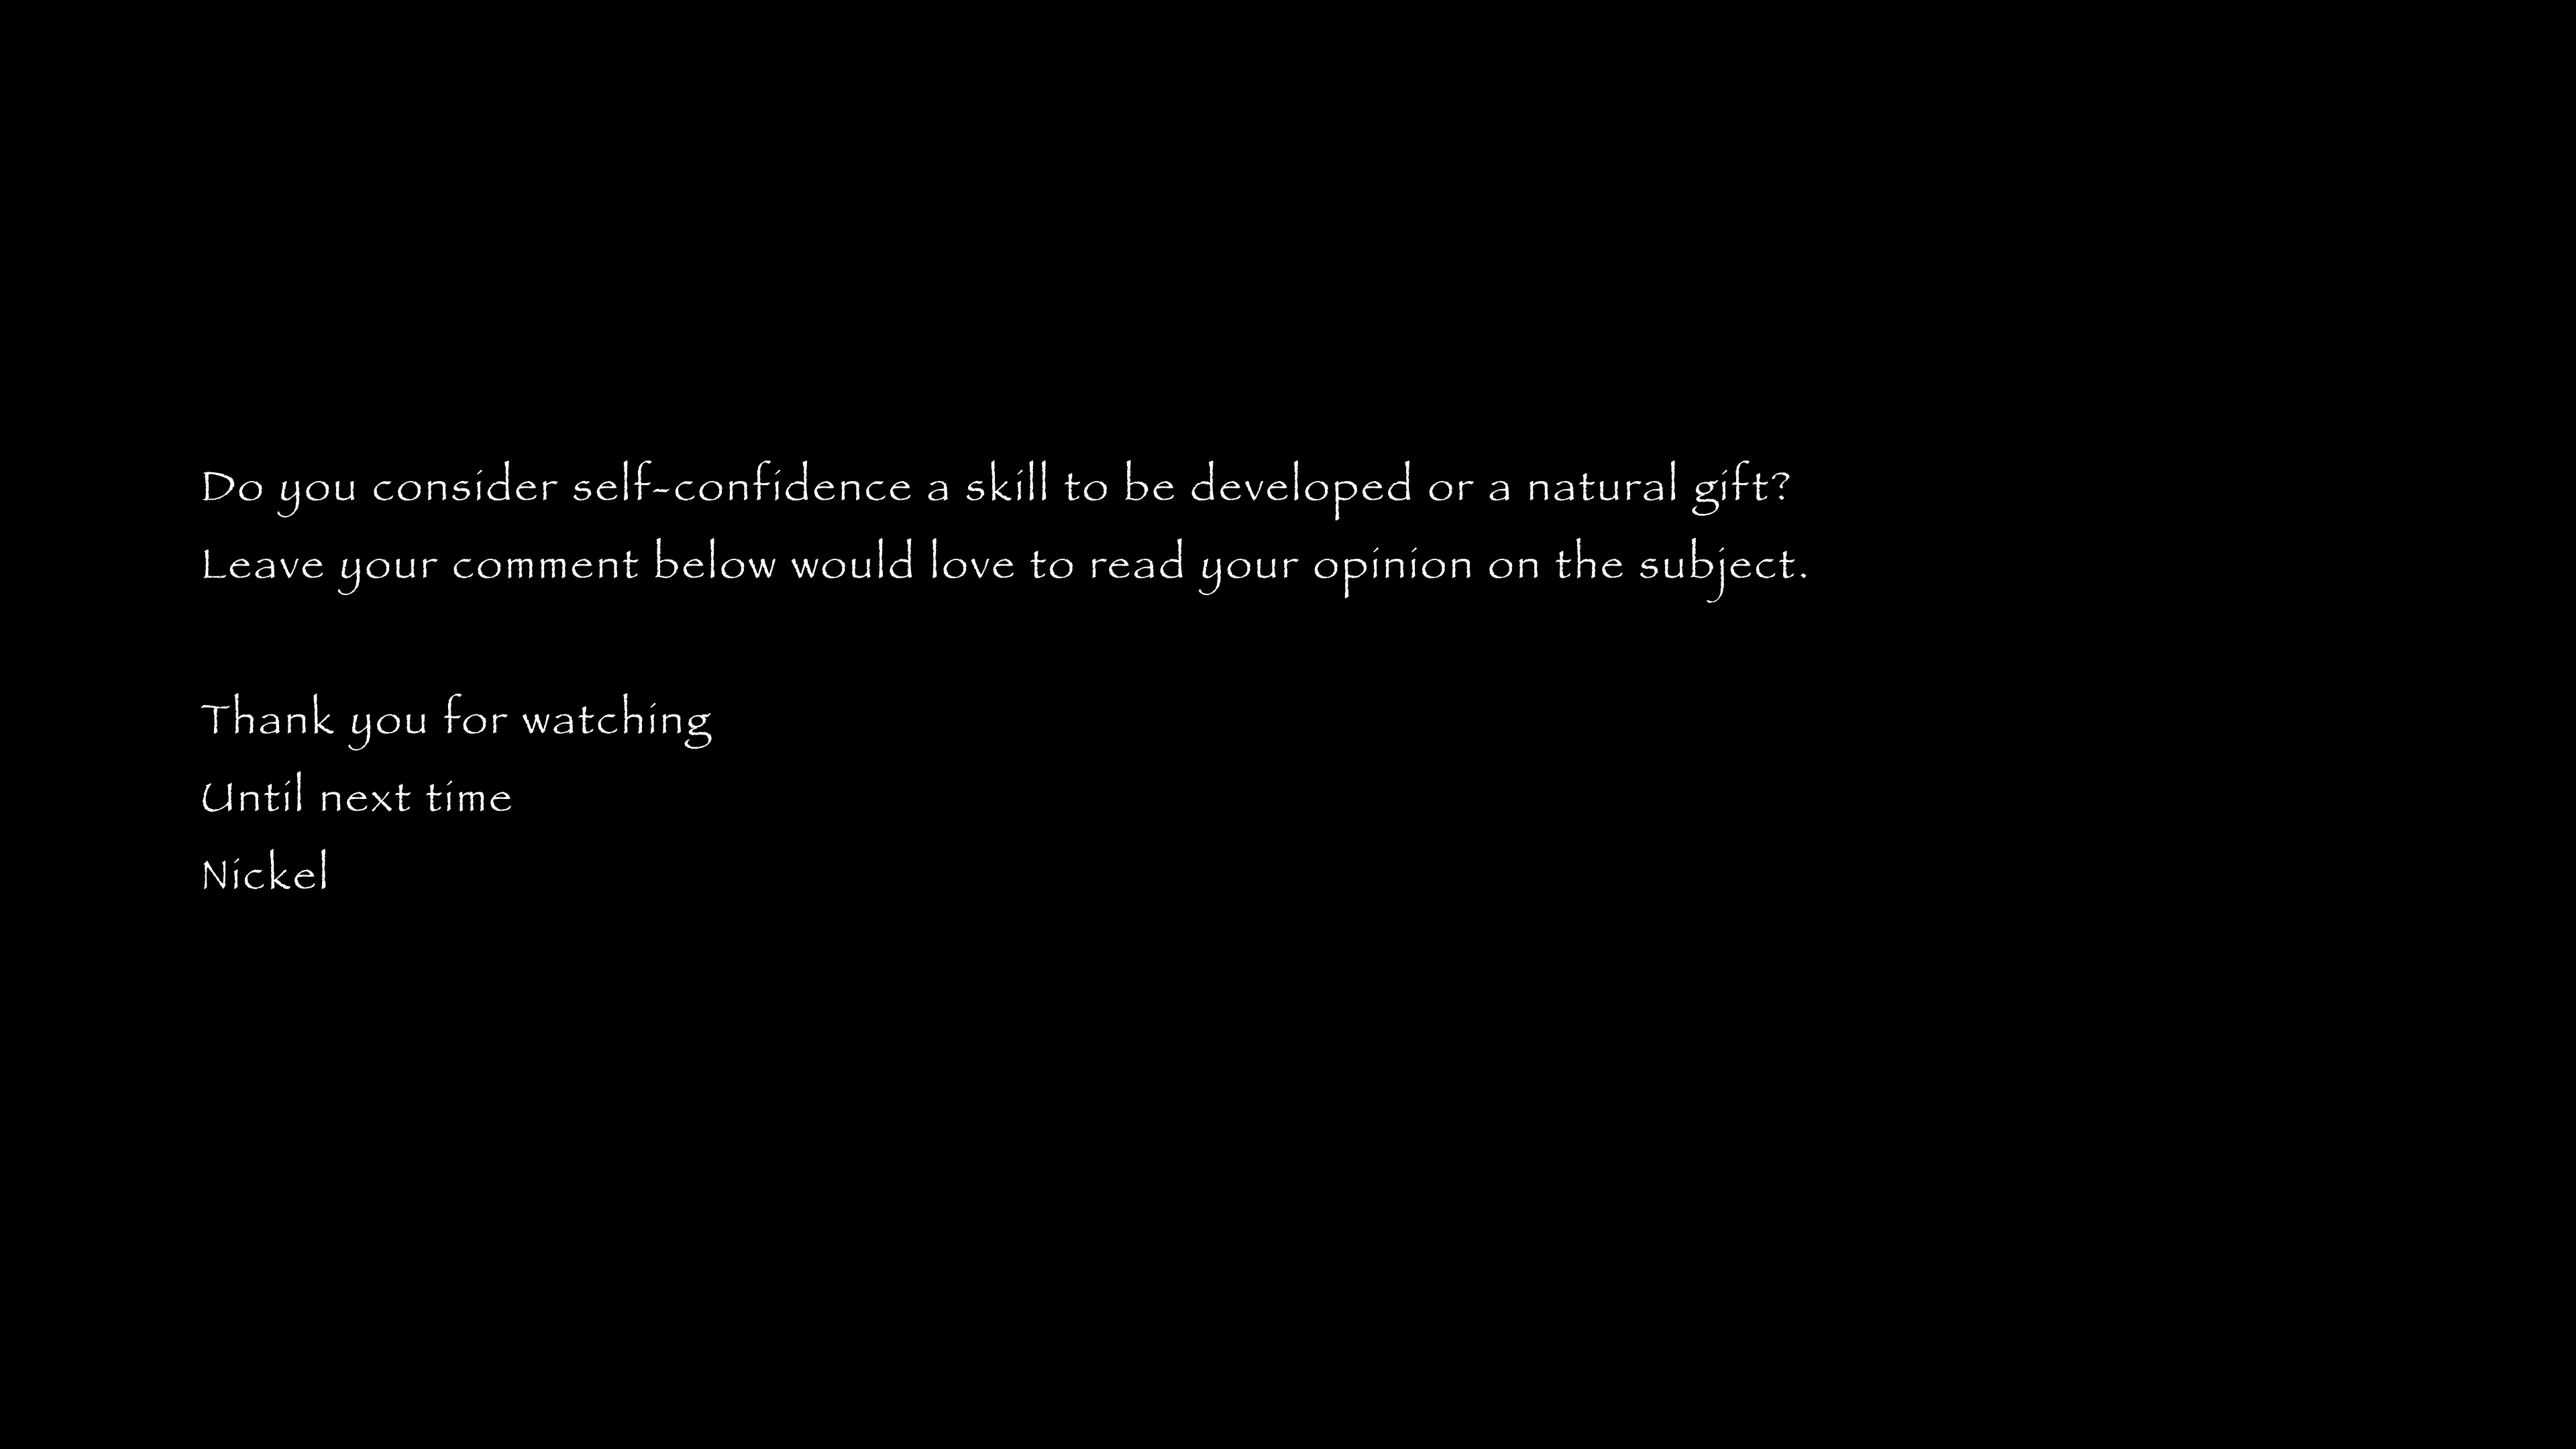 Do you consider self-confidence a skill to be developed or a natural gift?
Leave your comment below would love to read your opinion on the subject.
Thank you for watching
Until next time
Nickel